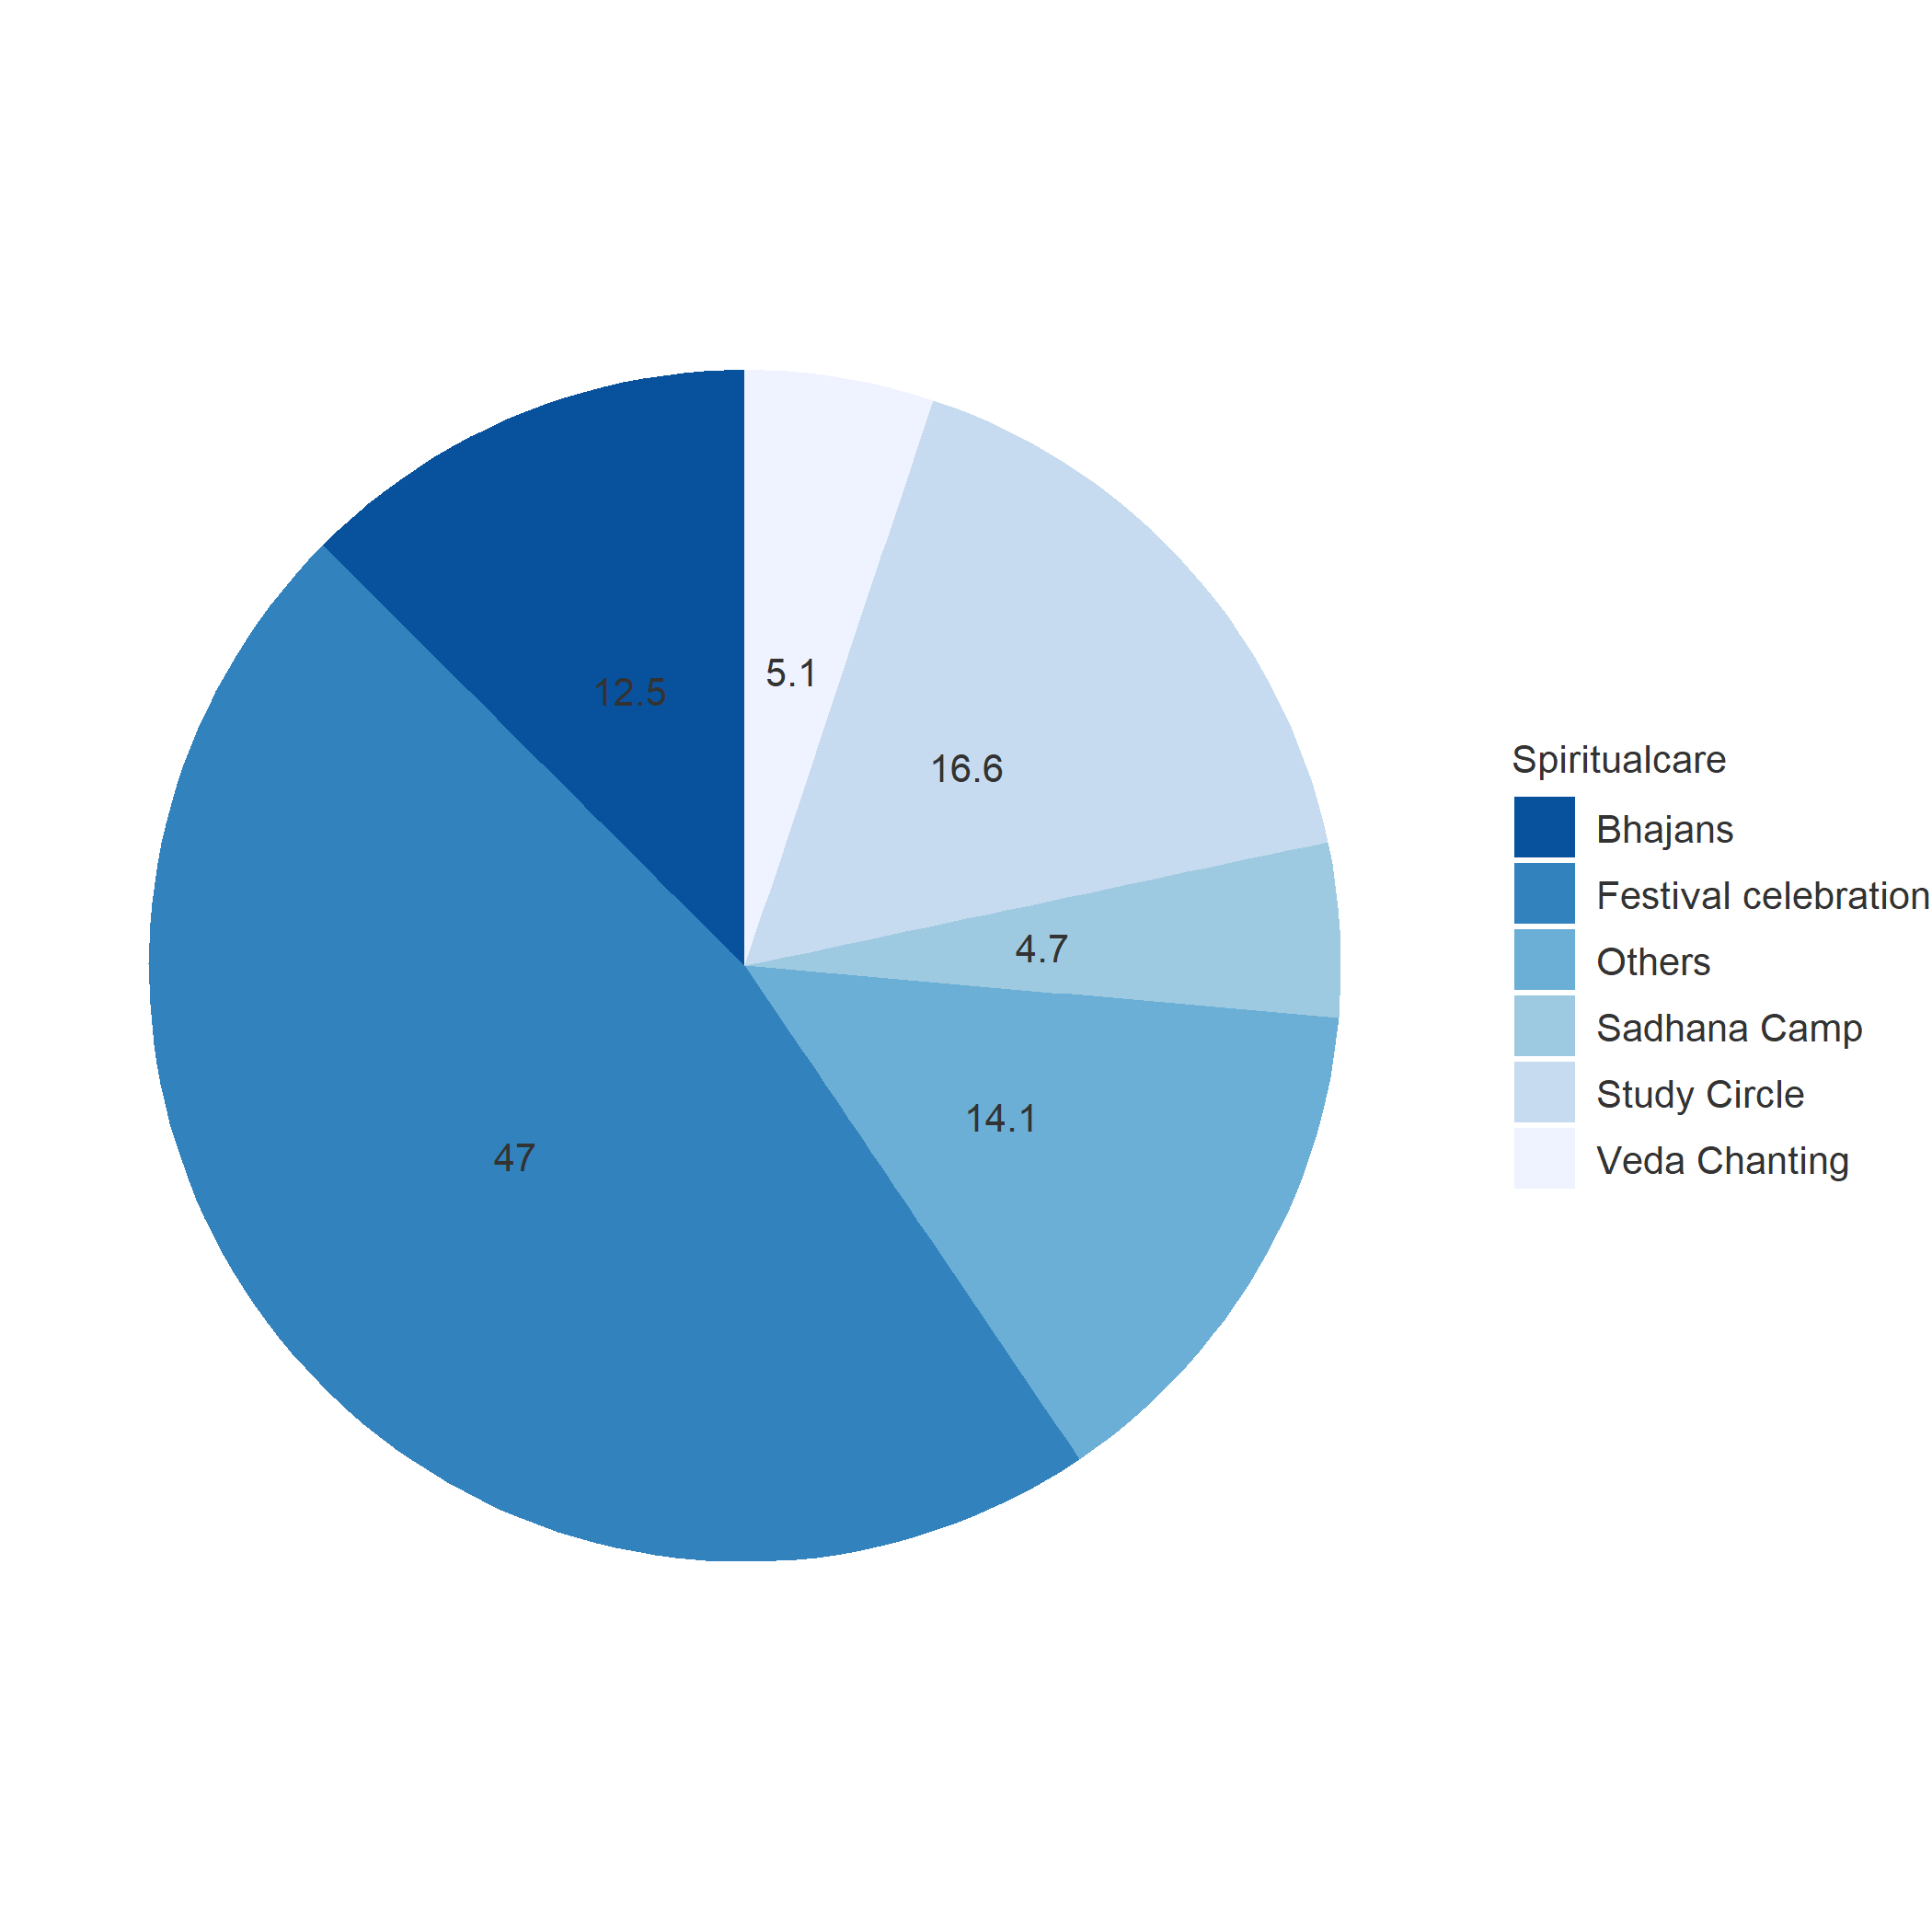 5.1
12.5
16.6
4.7
14.1
47
Spiritualcare
Bhajans
Festival celebration
Others
Sadhana Camp
Study Circle
Veda Chanting